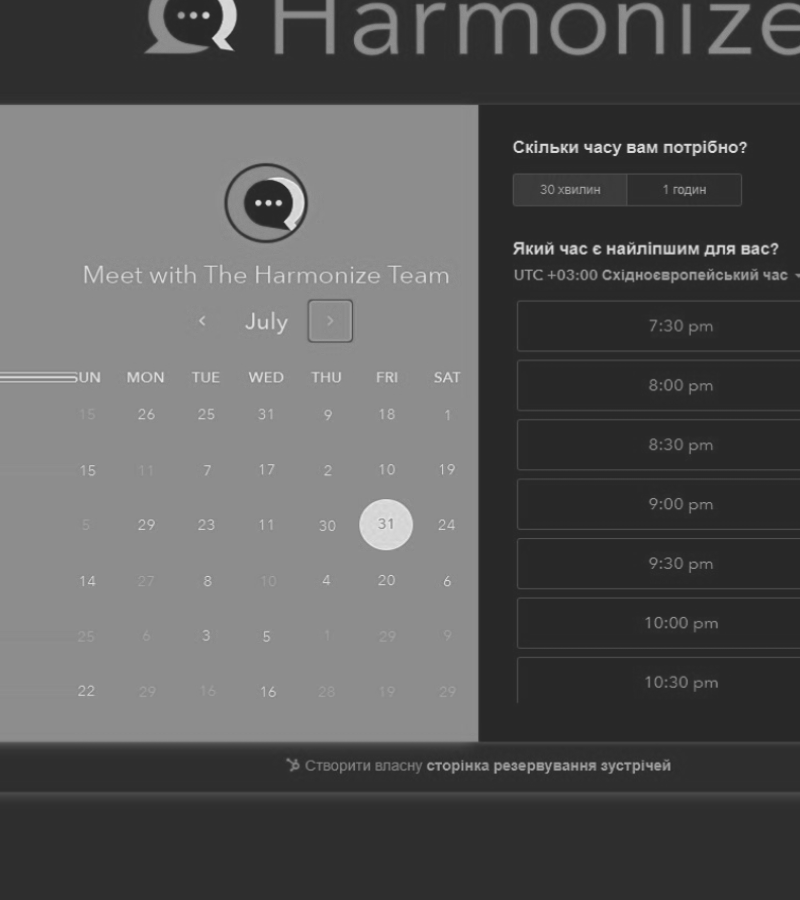 Harmonize
Meet with The Harmonize Team
July
SUN MON TUE WED THU FRI SAT
15 26 25 31 9 18 1
15 11 7 17 2 10 19
5 29 23 11 30 31 24
14 27 8 10 4 20 6
25 6 3 5 1 29 9
22 29 16 16 28 19 29
Скільки часу вам потрібно?
30 хвилин 1 годин
Який час є найліпшим для вас?
UTC +03:00 Східноєвропейський час
7:30 pm
8:00 pm
8:30 pm
9:00 pm
9:30 pm
10:00 pm
10:30 pm
Створити власну сторінка резервування зустрічей